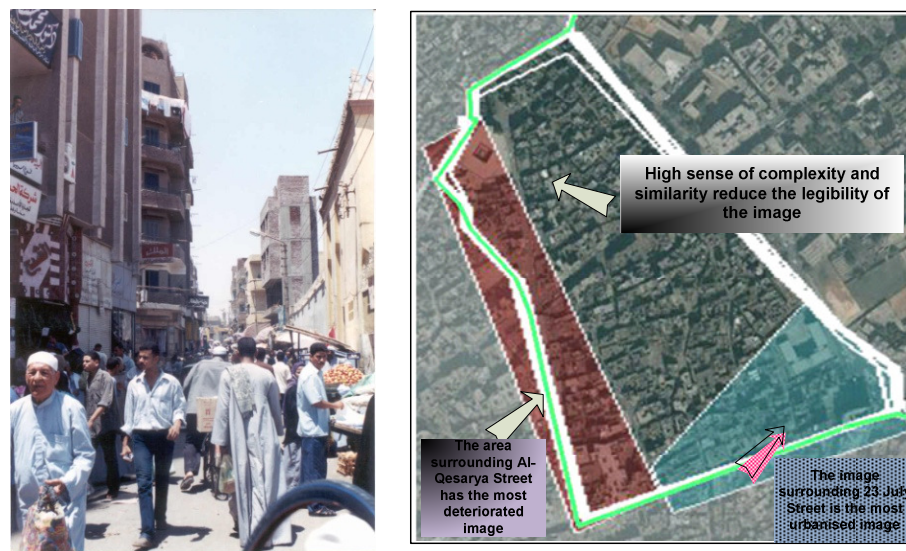 High sense of complexity and
similarity reduce the legibility of
the image
The area
surrounding Al-
Qesarya Street
has the most
deteriorated
image
The image
surrounding 23 July
Street is the most
urbanised image